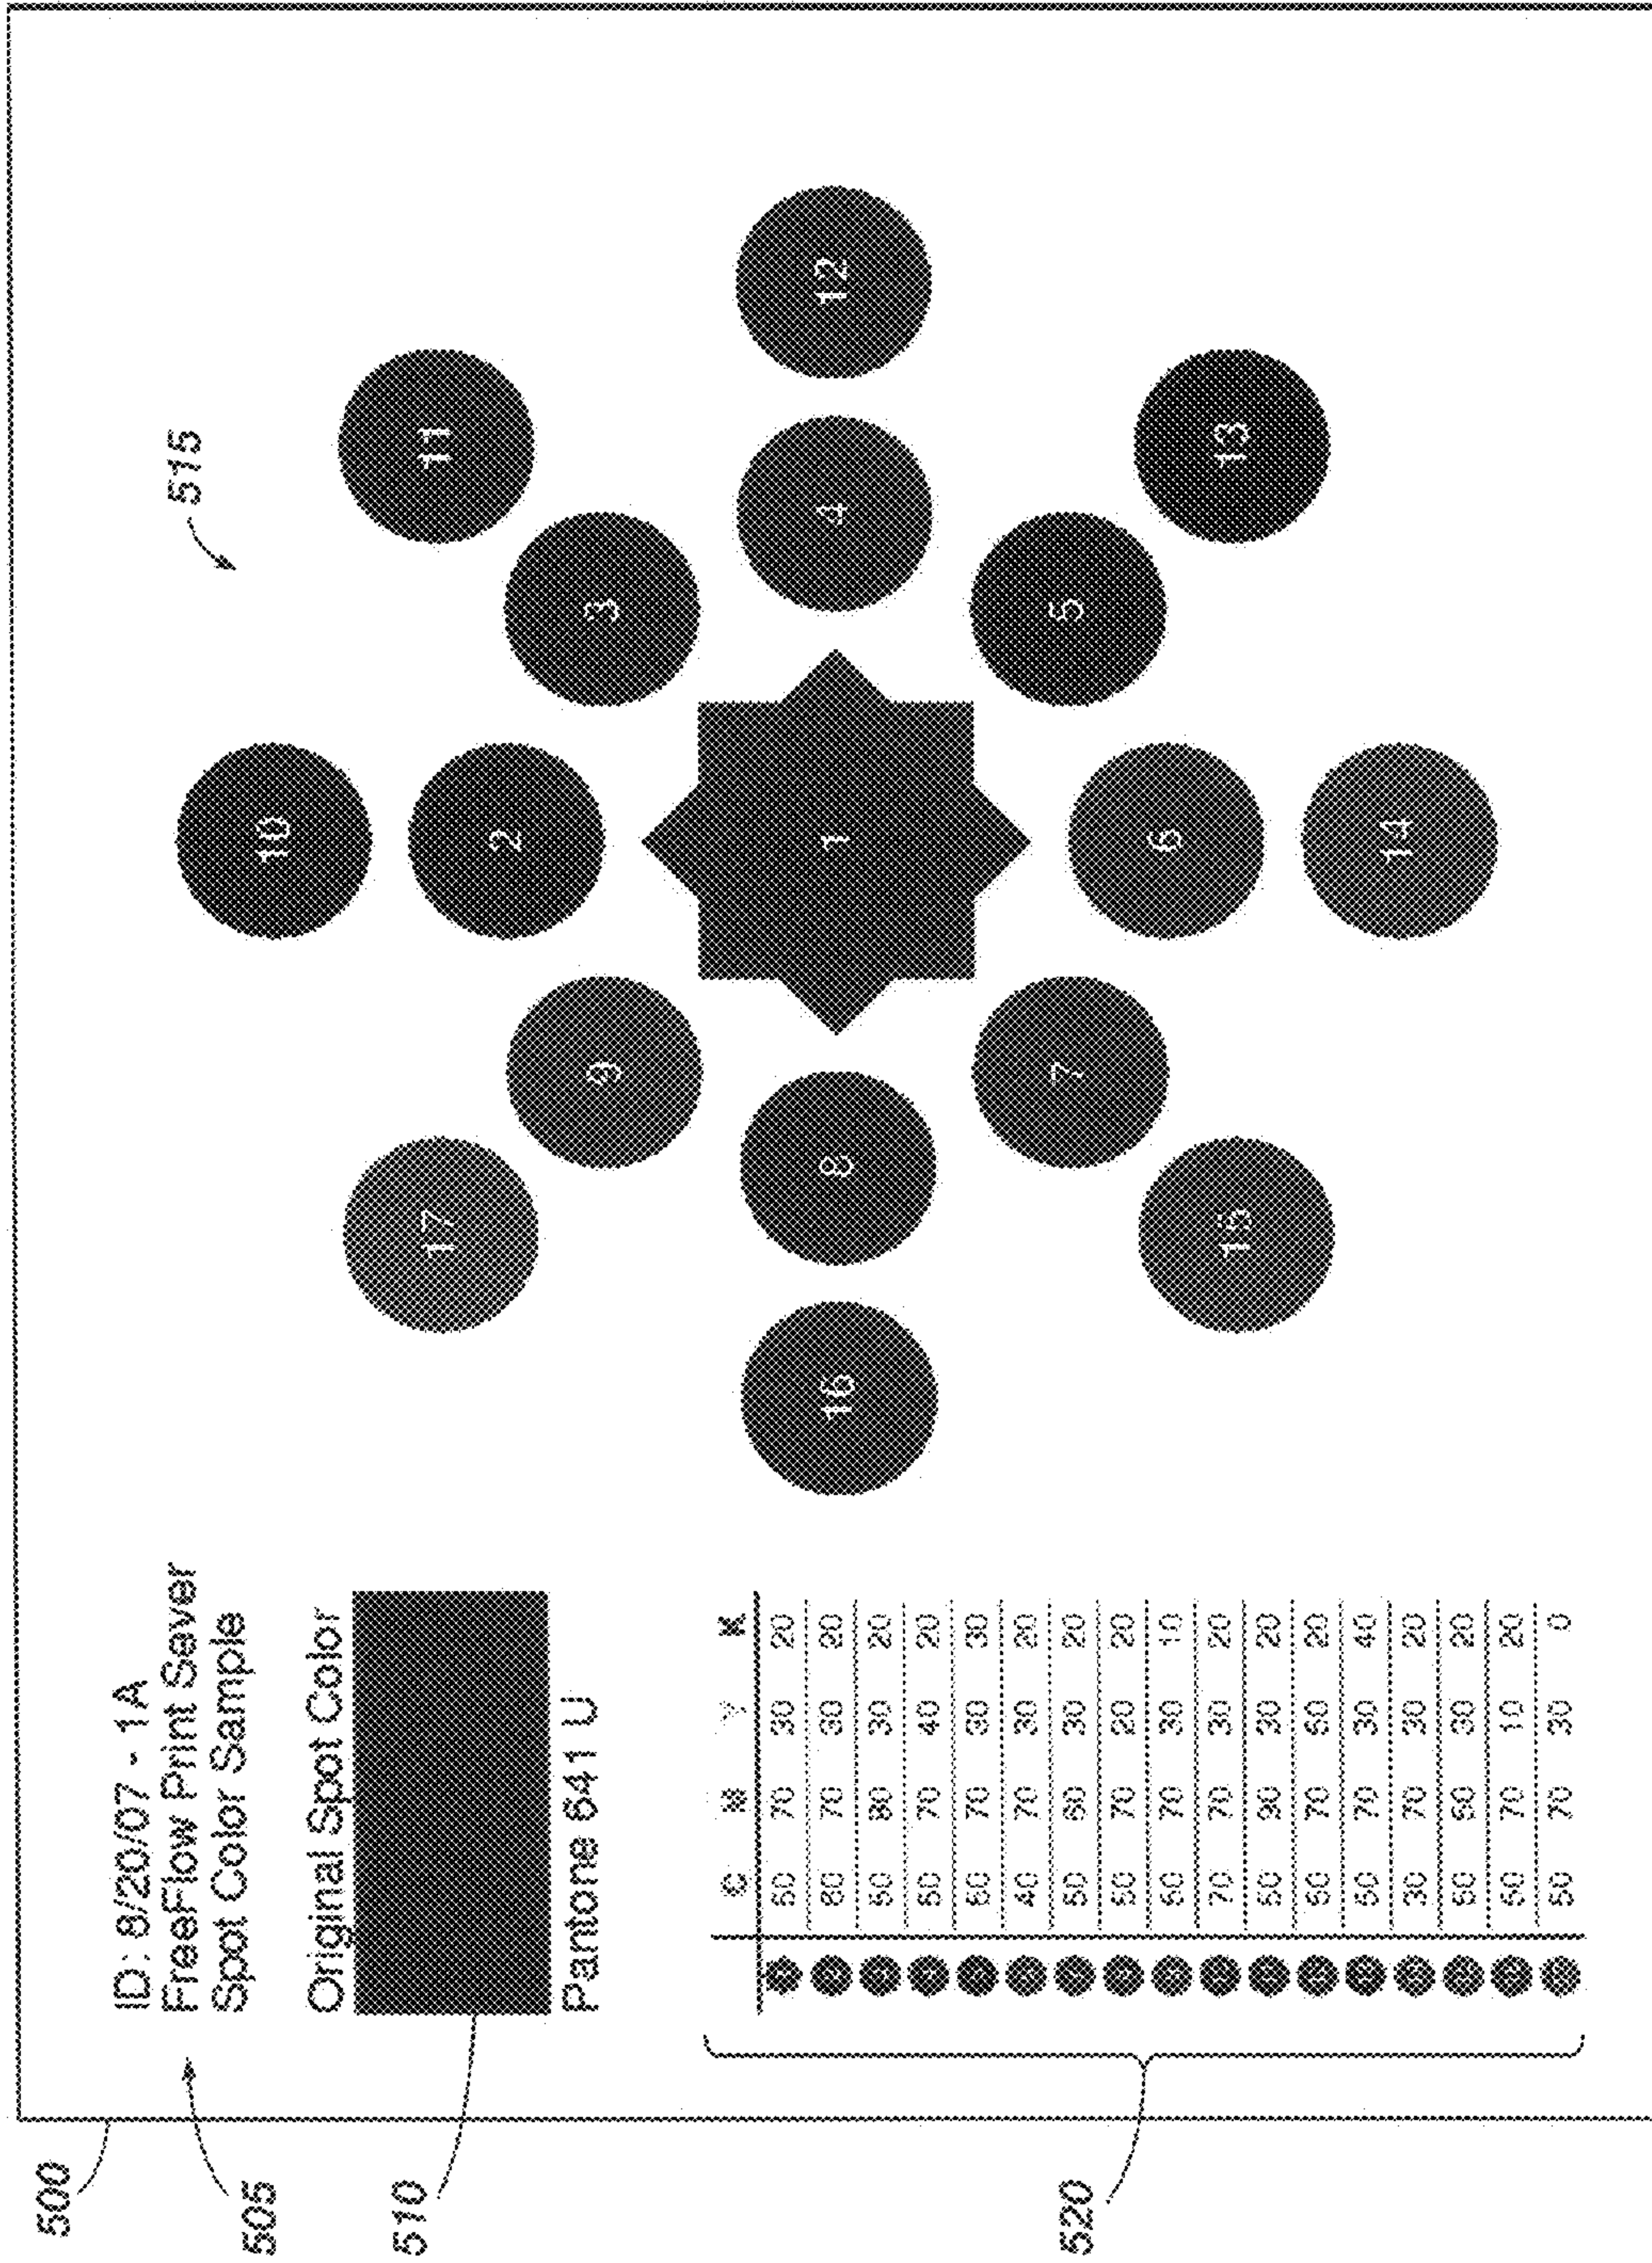 500
505
ID: 8/20/07 - 1A
FreeFlow Print Saver
Spot Color Sample
Original Spot Color
510
Pantone 641 U
C M Y K
50 70 30 20
60 70 30 20
50 80 30 20
50 70 40 20
50 70 30 30
40 70 30 20
50 60 30 20
50 70 20 20
50 70 30 10
70 70 30 20
50 90 30 20
50 70 50 20
50 70 30 40
30 70 30 20
50 50 30 20
50 70 10 20
50 70 30 0
520
515
10
17
11
2
9
3
16
8
1
4
12
7
5
6
15
13
14